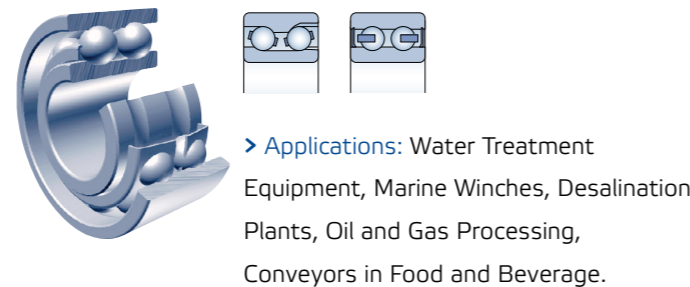 > Applications: Water Treatment
Equipment, Marine Winches, Desalination
Plants, Oil and Gas Processing,
Conveyors in Food and Beverage.